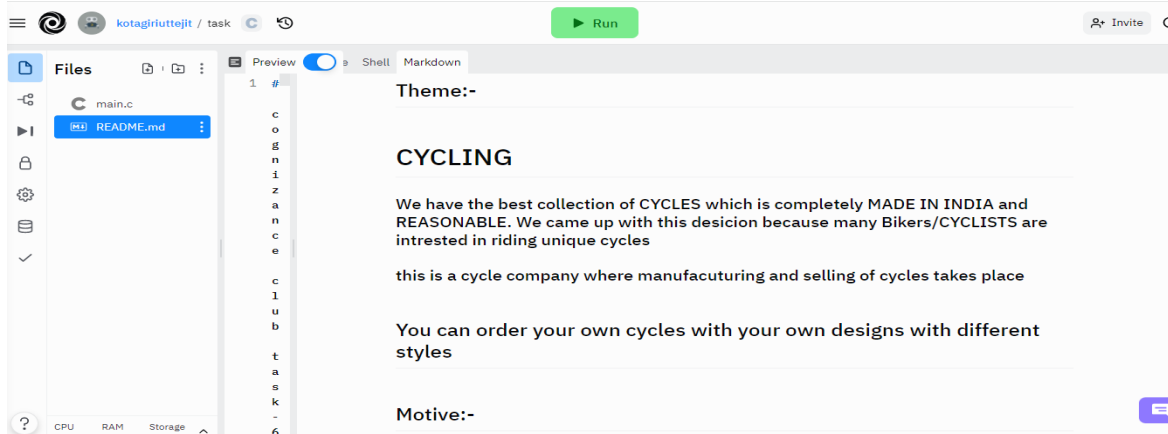 kotagiriuttejit / task C
Run
Invite
Files
Preview
Shell
Markdown
C main.c
M↓ README.md
1 #
c
o
g
n
i
z
a
n
c
e
c
l
u
b
t
a
s
k
-
6
Theme:-
CYCLING
We have the best collection of CYCLES which is completely MADE IN INDIA and
REASONABLE. We came up with this desicion because many Bikers/CYCLISTS are
intrested in riding unique cycles
this is a cycle company where manufacuturing and selling of cycles takes place
You can order your own cycles with your own designs with different
styles
Motive:-
?
CPU RAM Storage